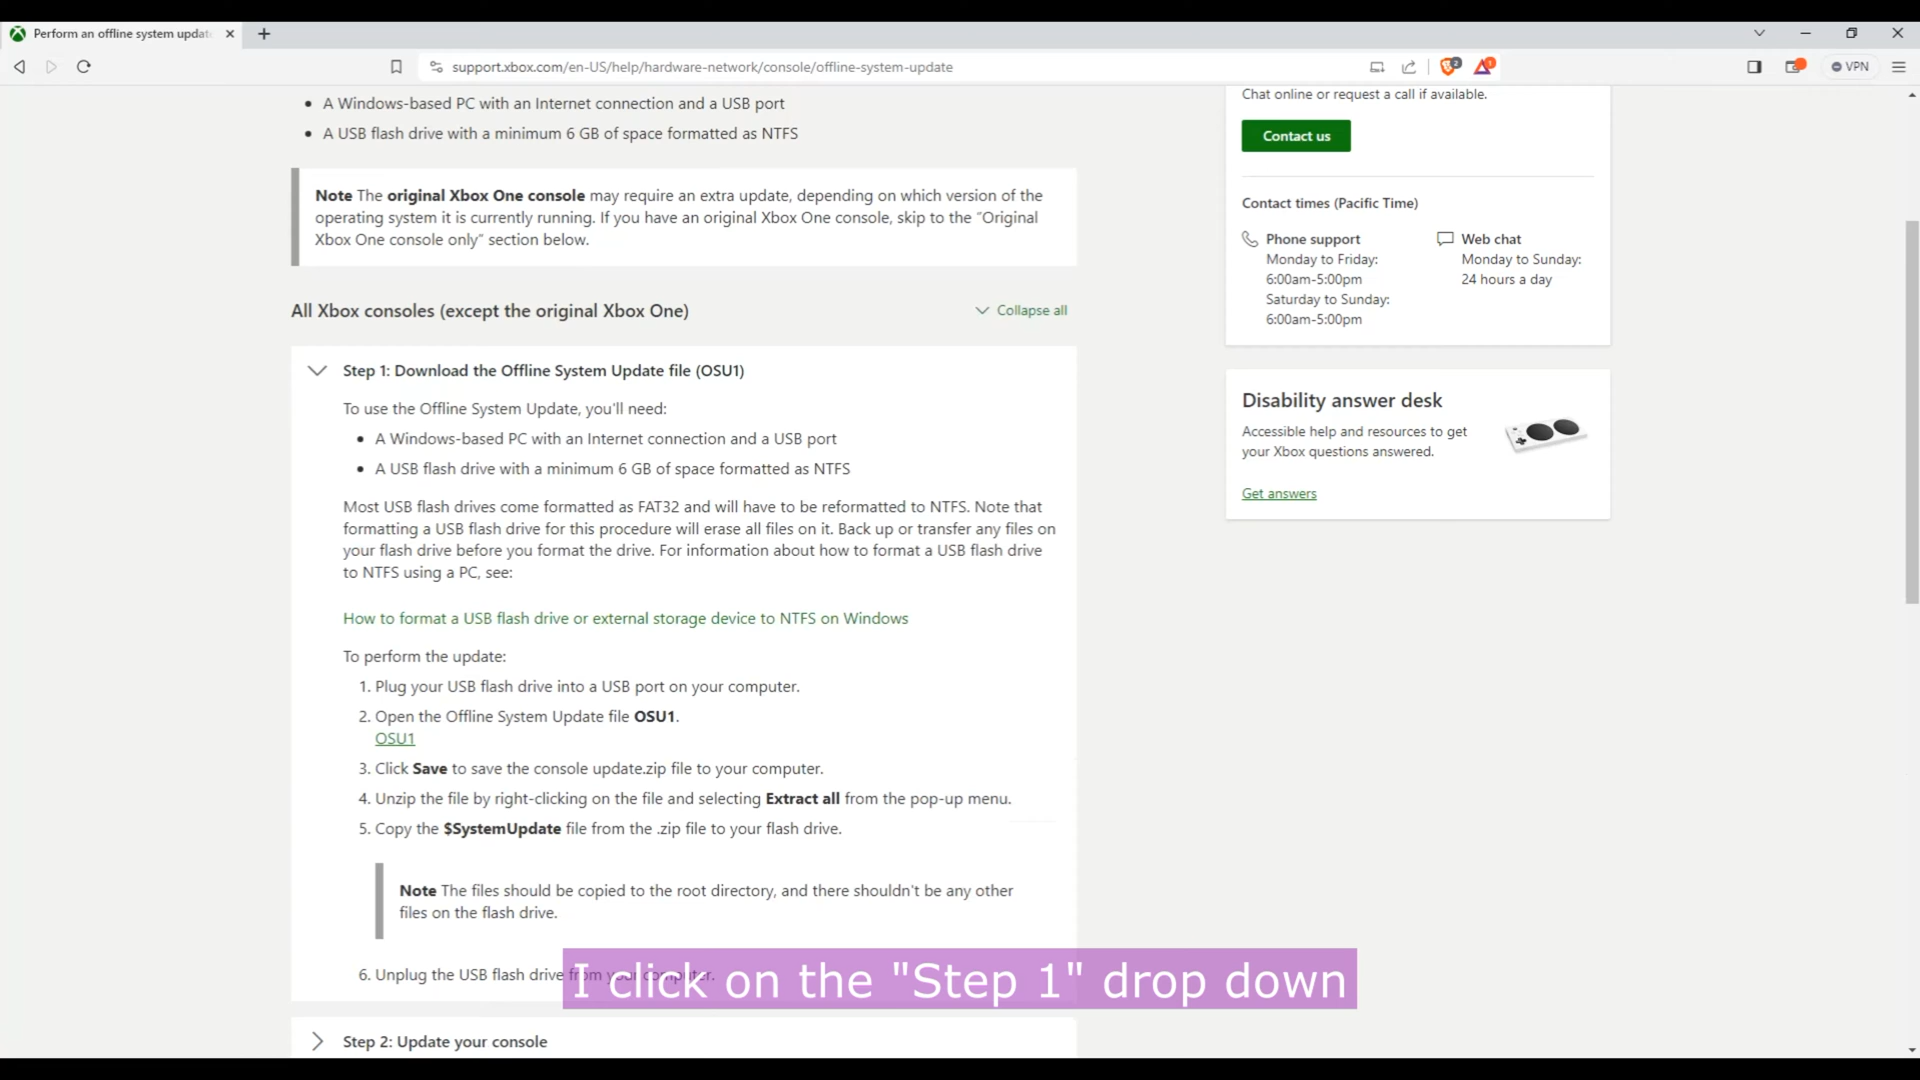 Perform an offline system updat
support.xbox.com/en-US/help/hardware-network/console/offline-system-update
2
1
VPN
A Windows-based PC with an Internet connection and a USB port
A USB flash drive with a minimum 6 GB of space formatted as NTFS
Note The original Xbox One console may require an extra update, depending on which version of the
operating system it is currently running. If you have an original Xbox One console, skip to the "Original
Xbox One console only" section below.
All Xbox consoles (except the original Xbox One)
Collapse all
Step 1: Download the Offline System Update file (OSU1)
To use the Offline System Update, you'll need:
A Windows-based PC with an Internet connection and a USB port
A USB flash drive with a minimum 6 GB of space formatted as NTFS
Most USB flash drives come formatted as FAT32 and will have to be reformatted to NTFS. Note that
formatting a USB flash drive for this procedure will erase all files on it. Back up or transfer any files on
your flash drive before you format the drive. For information about how to format a USB flash drive
to NTFS using a PC, see:
How to format a USB flash drive or external storage device to NTFS on Windows
To perform the update:
1. Plug your USB flash drive into a USB port on your computer.
2. Open the Offline System Update file OSU1.
OSU1
3. Click Save to save the console update.zip file to your computer.
4. Unzip the file by right-clicking on the file and selecting Extract all from the pop-up menu.
5. Copy the $SystemUpdate file from the .zip file to your flash drive.
Note The files should be copied to the root directory, and there shouldn't be any other
files on the flash drive.
6. Unplug the USB flash drive from your computer.
I click on the "Step 1" drop down
Step 2: Update your console
Chat online or request a call if available.
Contact us
Contact times (Pacific Time)
Phone support
Monday to Friday:
6:00am-5:00pm
Saturday to Sunday:
6:00am-5:00pm
Web chat
Monday to Sunday:
24 hours a day
Disability answer desk
Accessible help and resources to get
your Xbox questions answered.
Get answers